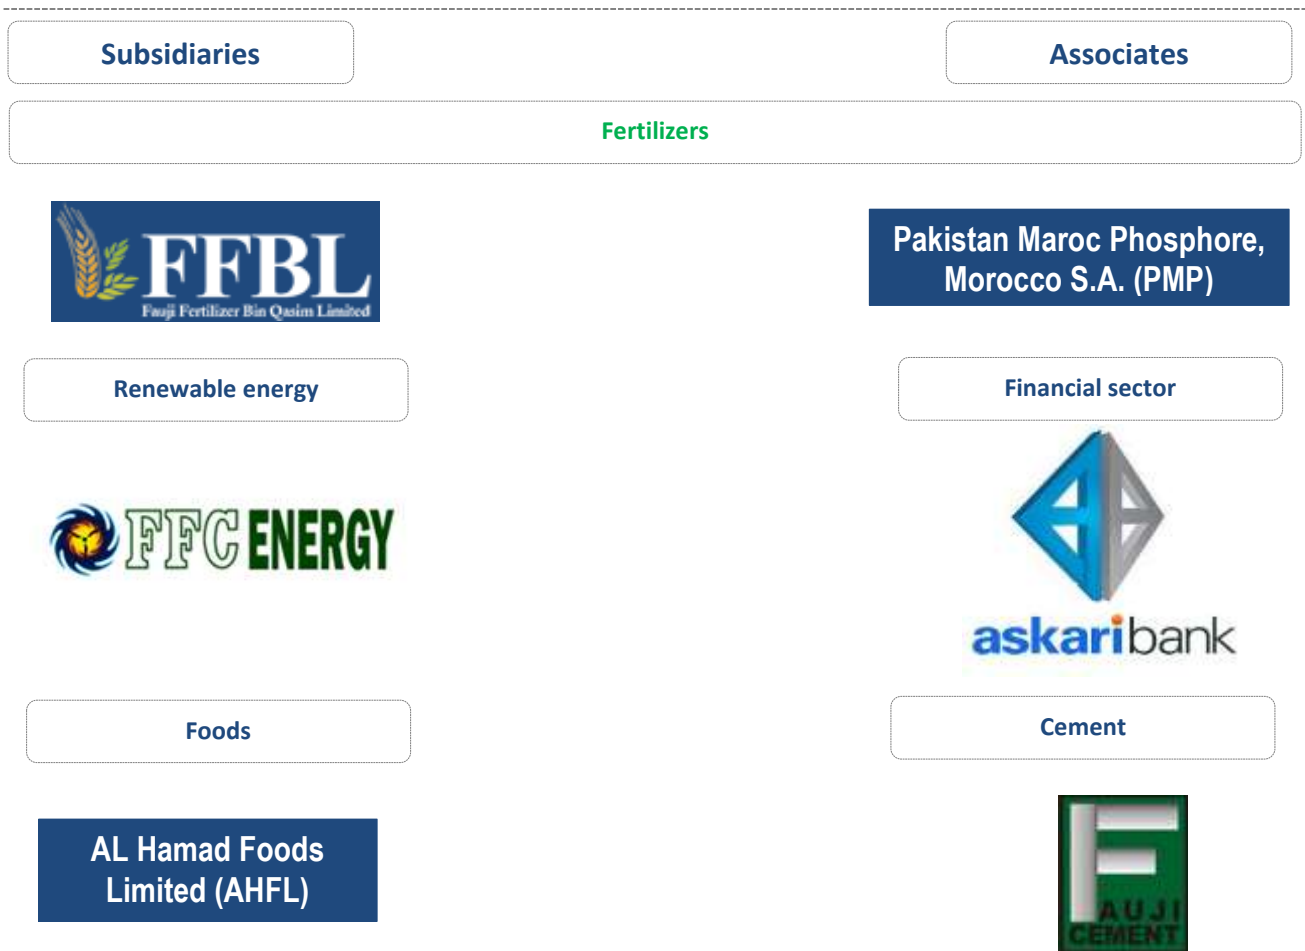 Subsidiaries
Associates
Fertilizers
FFBL
Fauji Fertilizer Bin Qasim Limited
Pakistan Maroc Phosphore,
Morocco S.A. (PMP)
Renewable energy
Financial sector
FFC ENERGY
askaribank
Foods
Cement
AL Hamad Foods
Limited (AHFL)
FAUJI
CEMENT